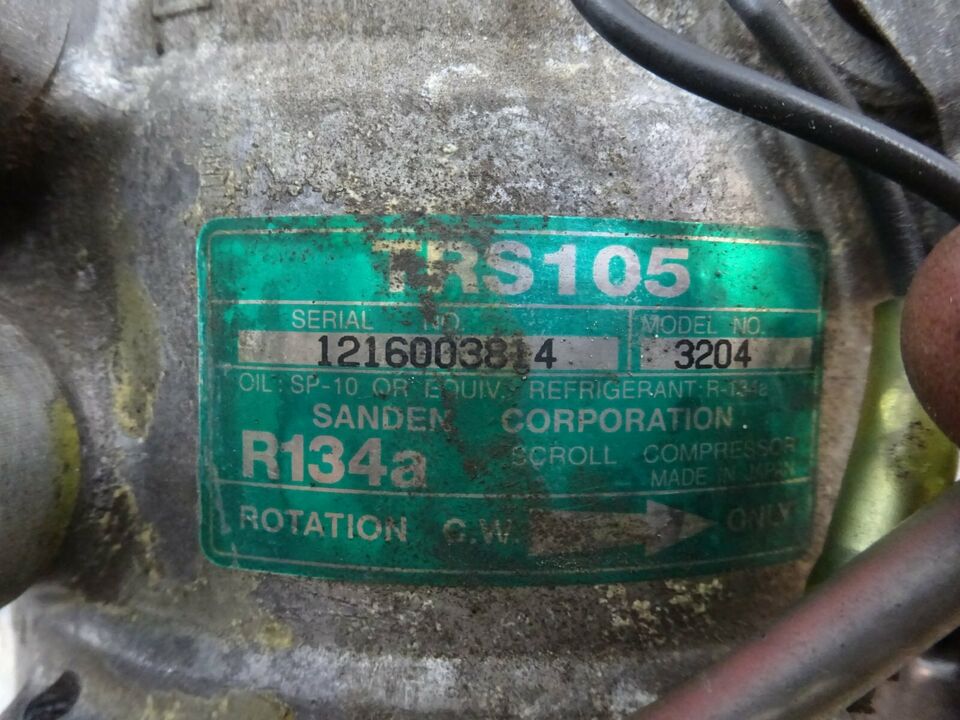 TRS105
SERIAL NO. MODEL NO.
1216003814 3204
OIL : SP-10 OR EQUIV. REFRIGERANT R-134a
SANDEN CORPORATION
R134a SCROLL COMPRESSOR
MADE IN JAPAN
ROTATION C.W. ONLY